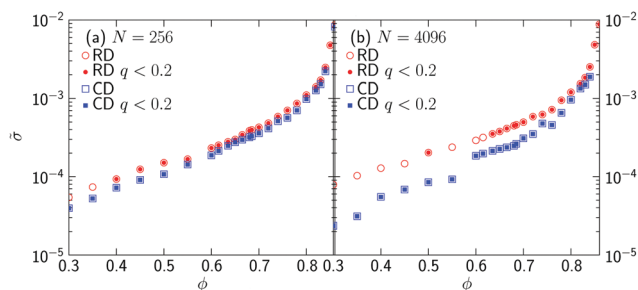 10⁻² (a) N = 256 (b) N = 4096 10⁻²
RD RD
RD q < 0.2 RD q < 0.2
CD CD
10⁻³ CD q < 0.2 CD q < 0.2 10⁻³
σ̃
10⁻⁴ 10⁻⁴
10⁻⁵ 10⁻⁵
0.3 0.4 0.5 0.6 0.7 0.8 0.3 0.4 0.5 0.6 0.7 0.8
ϕ ϕ